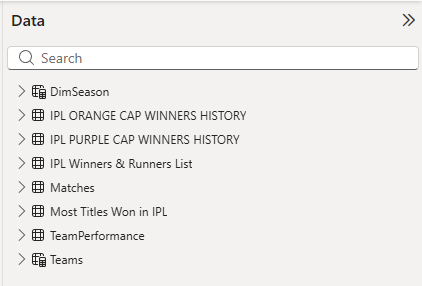 Data
Search
DimSeason
IPL ORANGE CAP WINNERS HISTORY
IPL PURPLE CAP WINNERS HISTORY
IPL Winners & Runners List
Matches
Most Titles Won in IPL
TeamPerformance
Teams